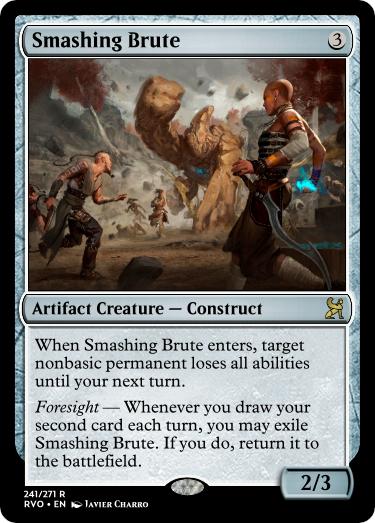 Smashing Brute 3
Artifact Creature — Construct
When Smashing Brute enters, target
nonbasic permanent loses all abilities
until your next turn.
Foresight — Whenever you draw your
second card each turn, you may exile
Smashing Brute. If you do, return it to
the battlefield.
2/3
241/271 R
RVO • EN Javier Charro